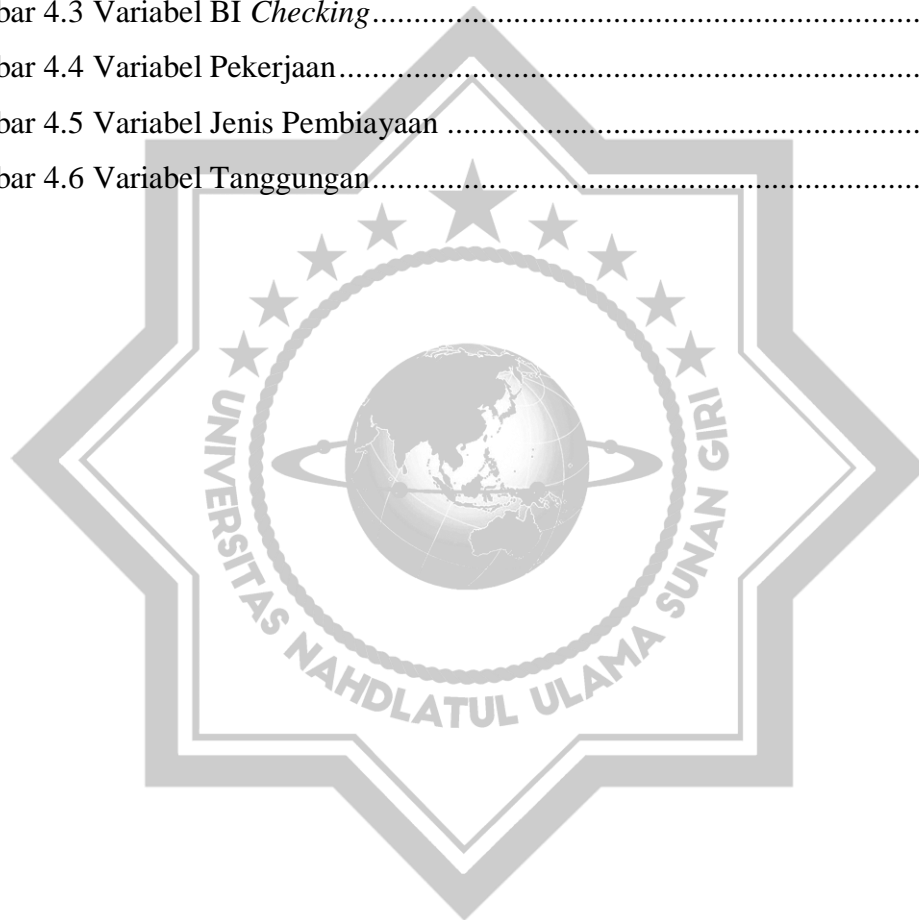 bar 4.3 Variabel BI Checking................................................................................
bar 4.4 Variabel Pekerjaan................................................................................
bar 4.5 Variabel Jenis Pembiayaan ................................................................................
bar 4.6 Variabel Tanggungan................................................................................
UNIVERSITAS NAHDLATUL ULAMA SUNAN GIRI